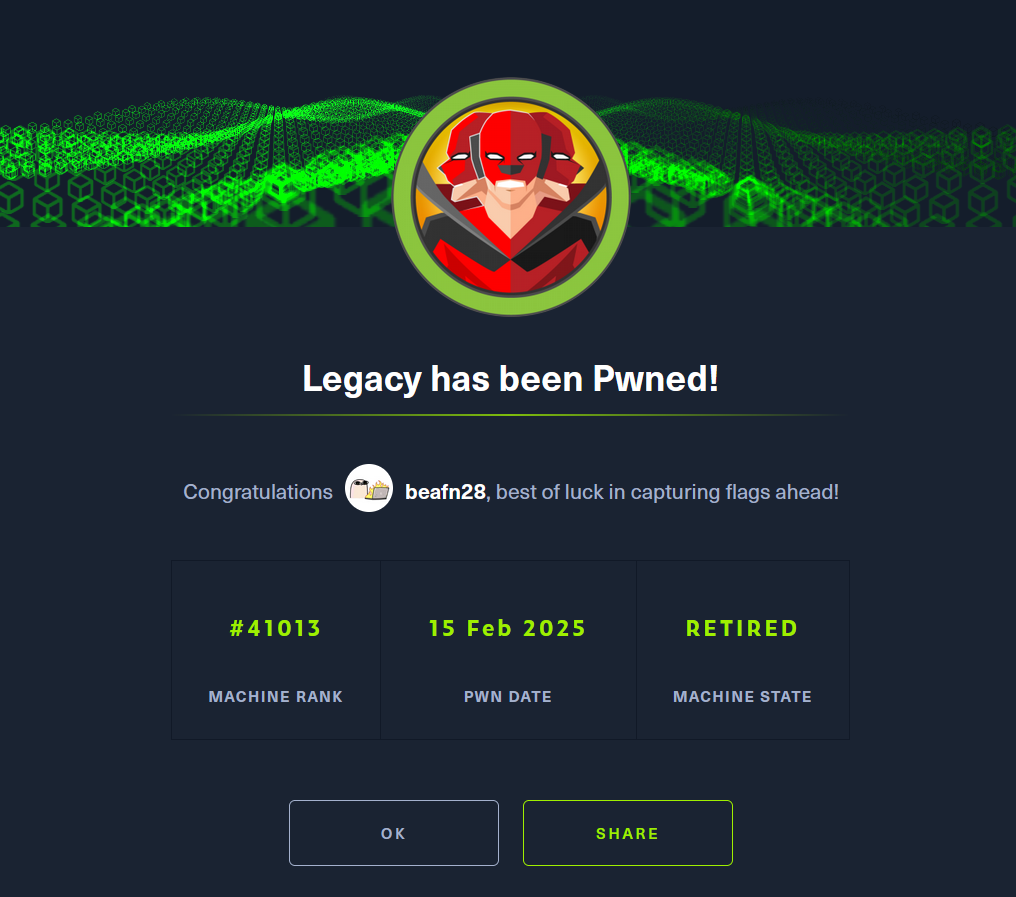 Legacy has been Pwned!
Congratulations beafn28, best of luck in capturing flags ahead!
#41013 15 Feb 2025 RETIRED
MACHINE RANK PWN DATE MACHINE STATE
OK SHARE